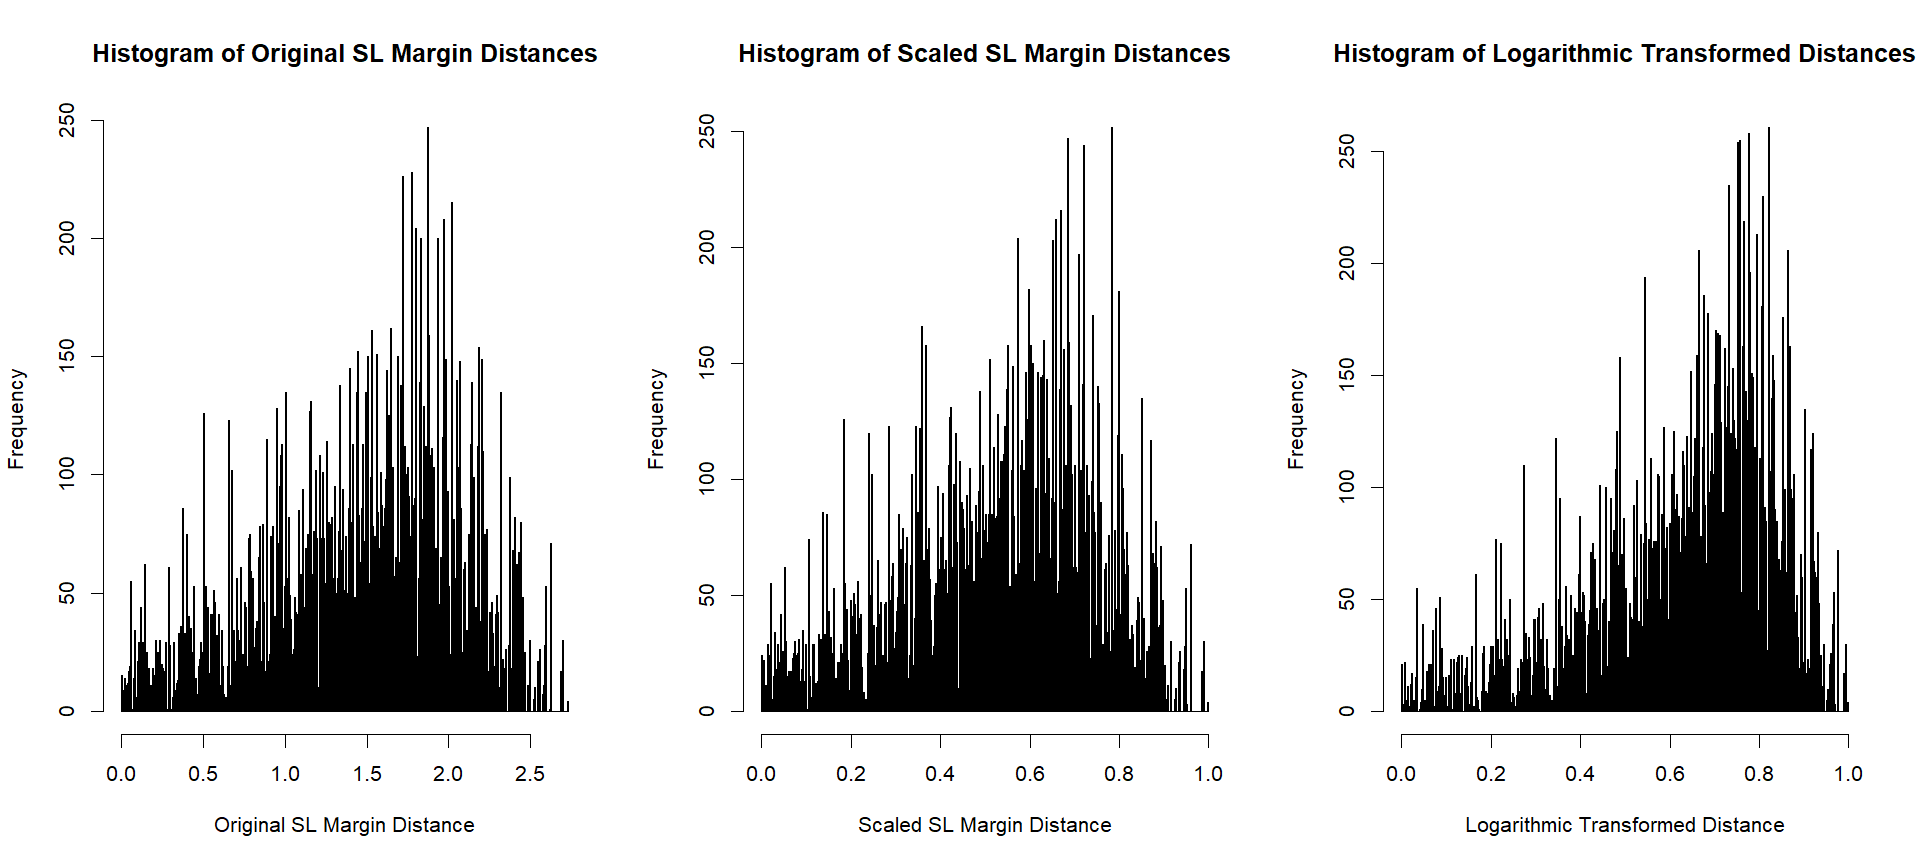 Histogram of Original SL Margin Distances
Frequency
250
200
150
100
50
0
0.0 0.5 1.0 1.5 2.0 2.5
Original SL Margin Distance
Histogram of Scaled SL Margin Distances
Frequency
250
200
150
100
50
0
0.0 0.2 0.4 0.6 0.8 1.0
Scaled SL Margin Distance
Histogram of Logarithmic Transformed Distances
Frequency
250
200
150
100
50
0
0.0 0.2 0.4 0.6 0.8 1.0
Logarithmic Transformed Distance